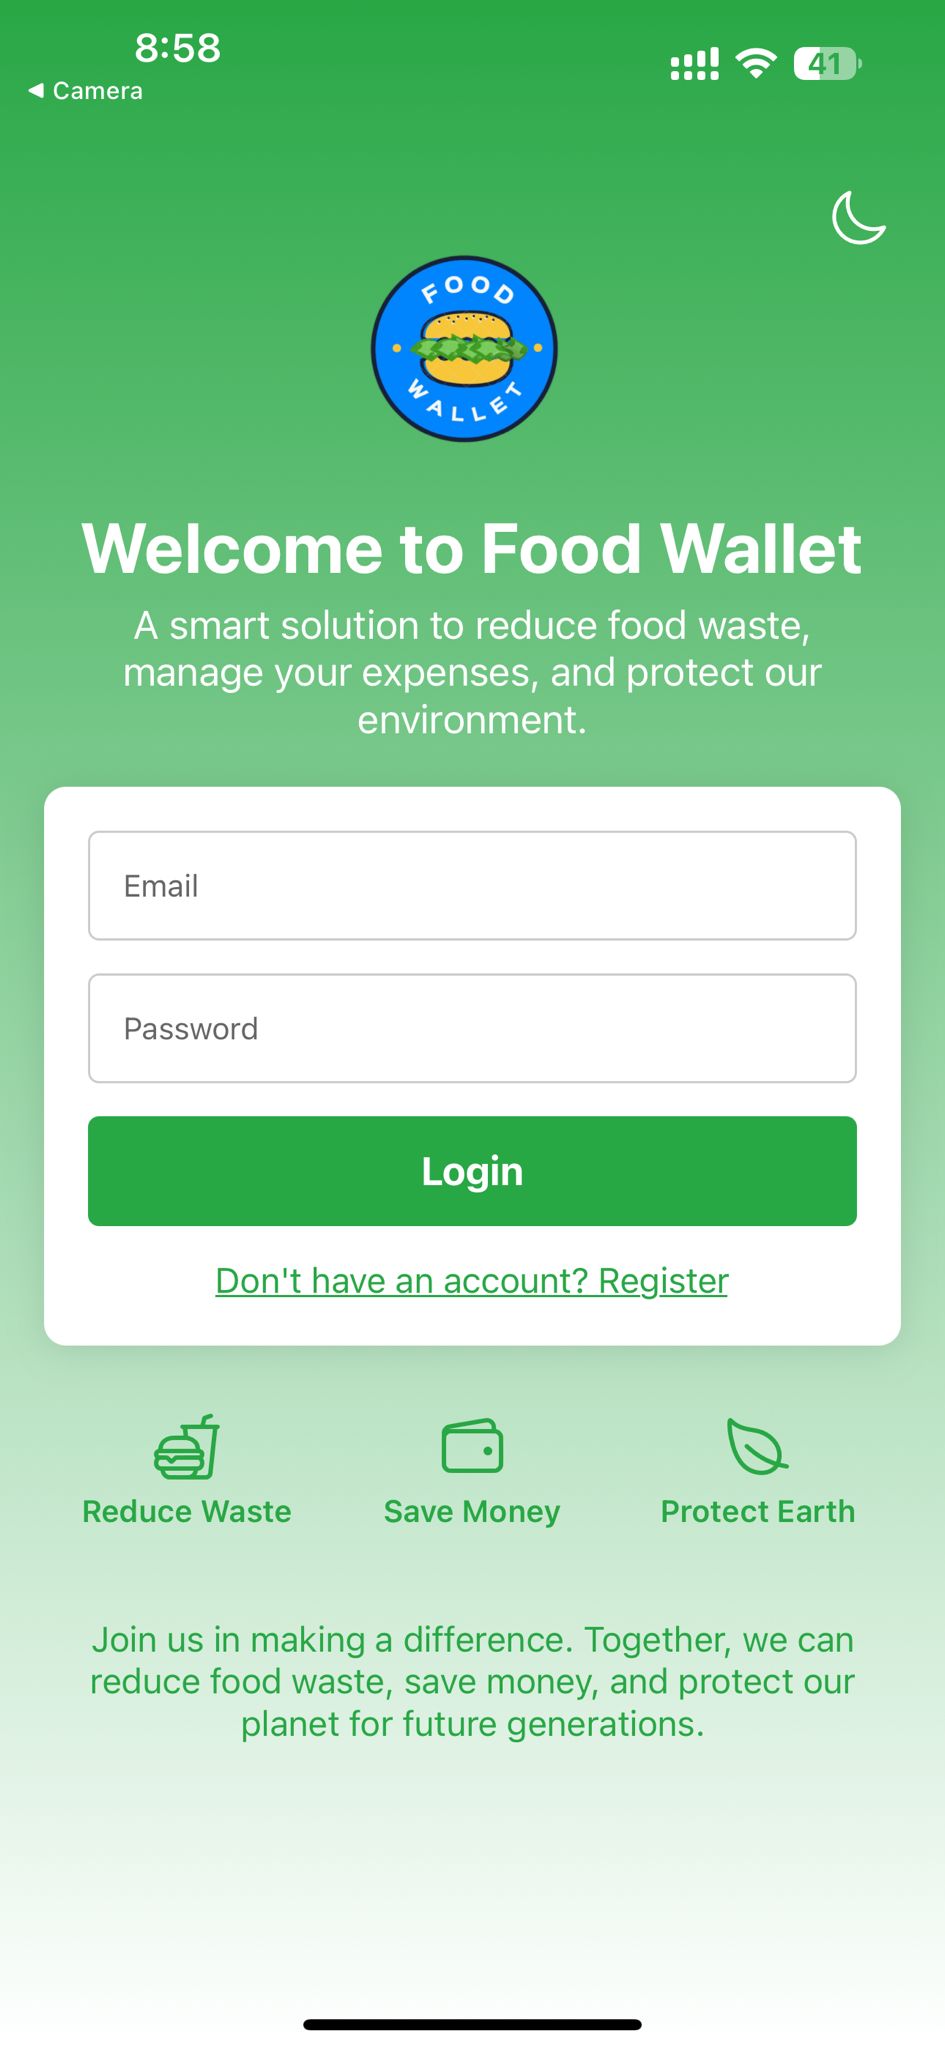 8:58
41
◀ Camera
FOOD
WALLET
Welcome to Food Wallet
A smart solution to reduce food waste,
manage your expenses, and protect our
environment.
Email
Password
Login
Don't have an account? Register
Reduce Waste
Save Money
Protect Earth
Join us in making a difference. Together, we can
reduce food waste, save money, and protect our
planet for future generations.